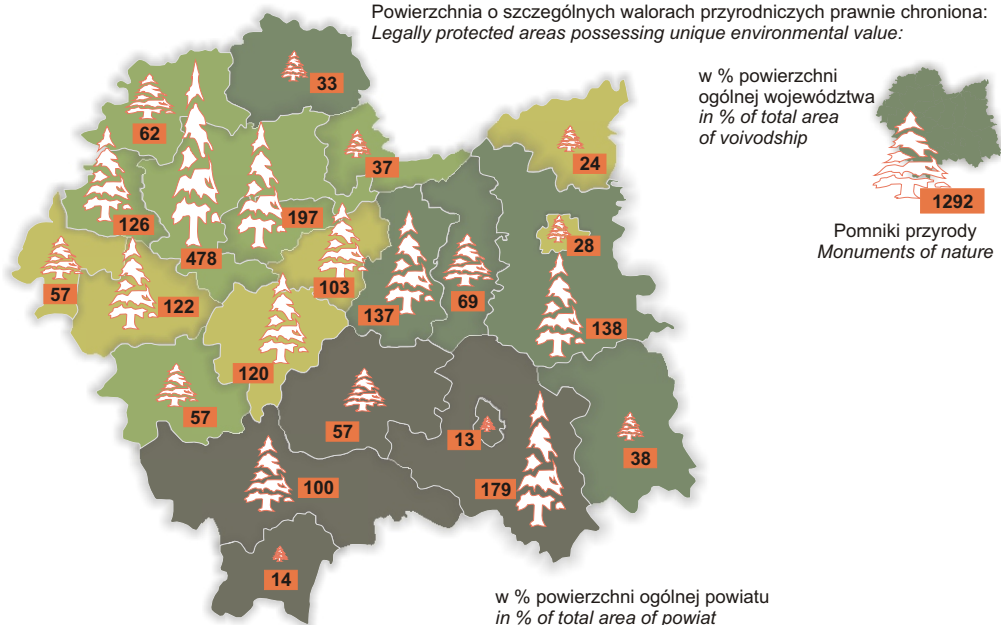 Powierzchnia o szczególnych walorach przyrodniczych prawnie chroniona:
Legally protected areas possessing unique environmental value:
w % powierzchni
ogólnej województwa
in % of total area
of voivodship
1292
Pomniki przyrody
Monuments of nature
33
62
37
24
126
197
478
28
57
103
122
137
69
138
120
57
57
13
38
100
179
14
w % powierzchni ogólnej powiatu
in % of total area of powiat